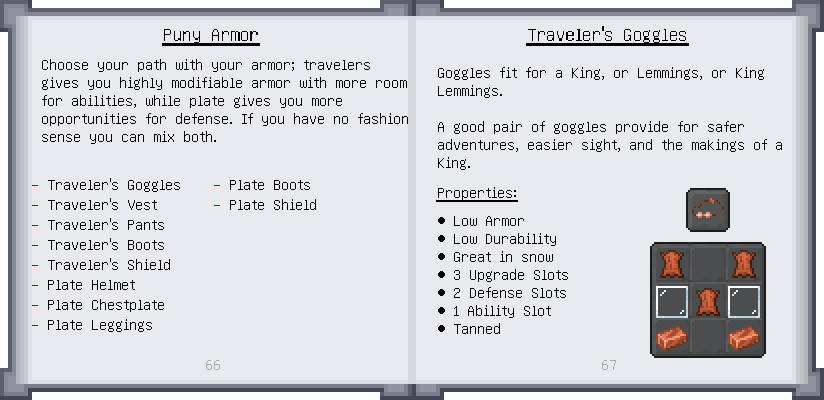 Puny Armor
Choose your path with your armor; travelers
gives you highly modifiable armor with more room
for abilities, while plate gives you more
opportunities for defense. If you have no fashion
sense you can mix both.
- Traveler's Goggles
- Traveler's Vest
- Traveler's Pants
- Traveler's Boots
- Traveler's Shield
- Plate Helmet
- Plate Chestplate
- Plate Leggings
- Plate Boots
- Plate Shield
66
Traveler's Goggles
Goggles fit for a King, or Lemmings, or King
Lemmings.
A good pair of goggles provide for safer
adventures, easier sight, and the makings of a
King.
Properties:
● Low Armor
● Low Durability
● Great in snow
● 3 Upgrade Slots
● 2 Defense Slots
● 1 Ability Slot
● Tanned
67